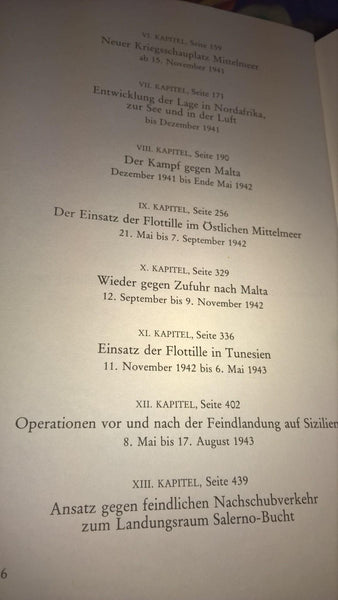 VI. KAPITEL, Seite 159
Neuer Kriegsschauplatz Mittelmeer
ab 15. November 1941
VII. KAPITEL, Seite 171
Entwicklung der Lage in Nordafrika,
zur See und in der Luft
bis Dezember 1941
VIII. KAPITEL, Seite 190
Der Kampf gegen Malta
Dezember 1941 bis Ende Mai 1942
IX. KAPITEL, Seite 256
Der Einsatz der Flottille im Östlichen Mittelmeer
21. Mai bis 7. September 1942
X. KAPITEL, Seite 329
Wieder gegen Zufuhr nach Malta
12. September bis 9. November 1942
XI. KAPITEL, Seite 336
Einsatz der Flottille in Tunesien
11. November 1942 bis 6. Mai 1943
XII. KAPITEL, Seite 402
Operationen vor und nach der Feindlandung auf Sizilien
8. Mai bis 17. August 1943
XIII. KAPITEL, Seite 439
Ansatz gegen feindlichen Nachschubverkehr
zum Landungsraum Salerno-Bucht
6